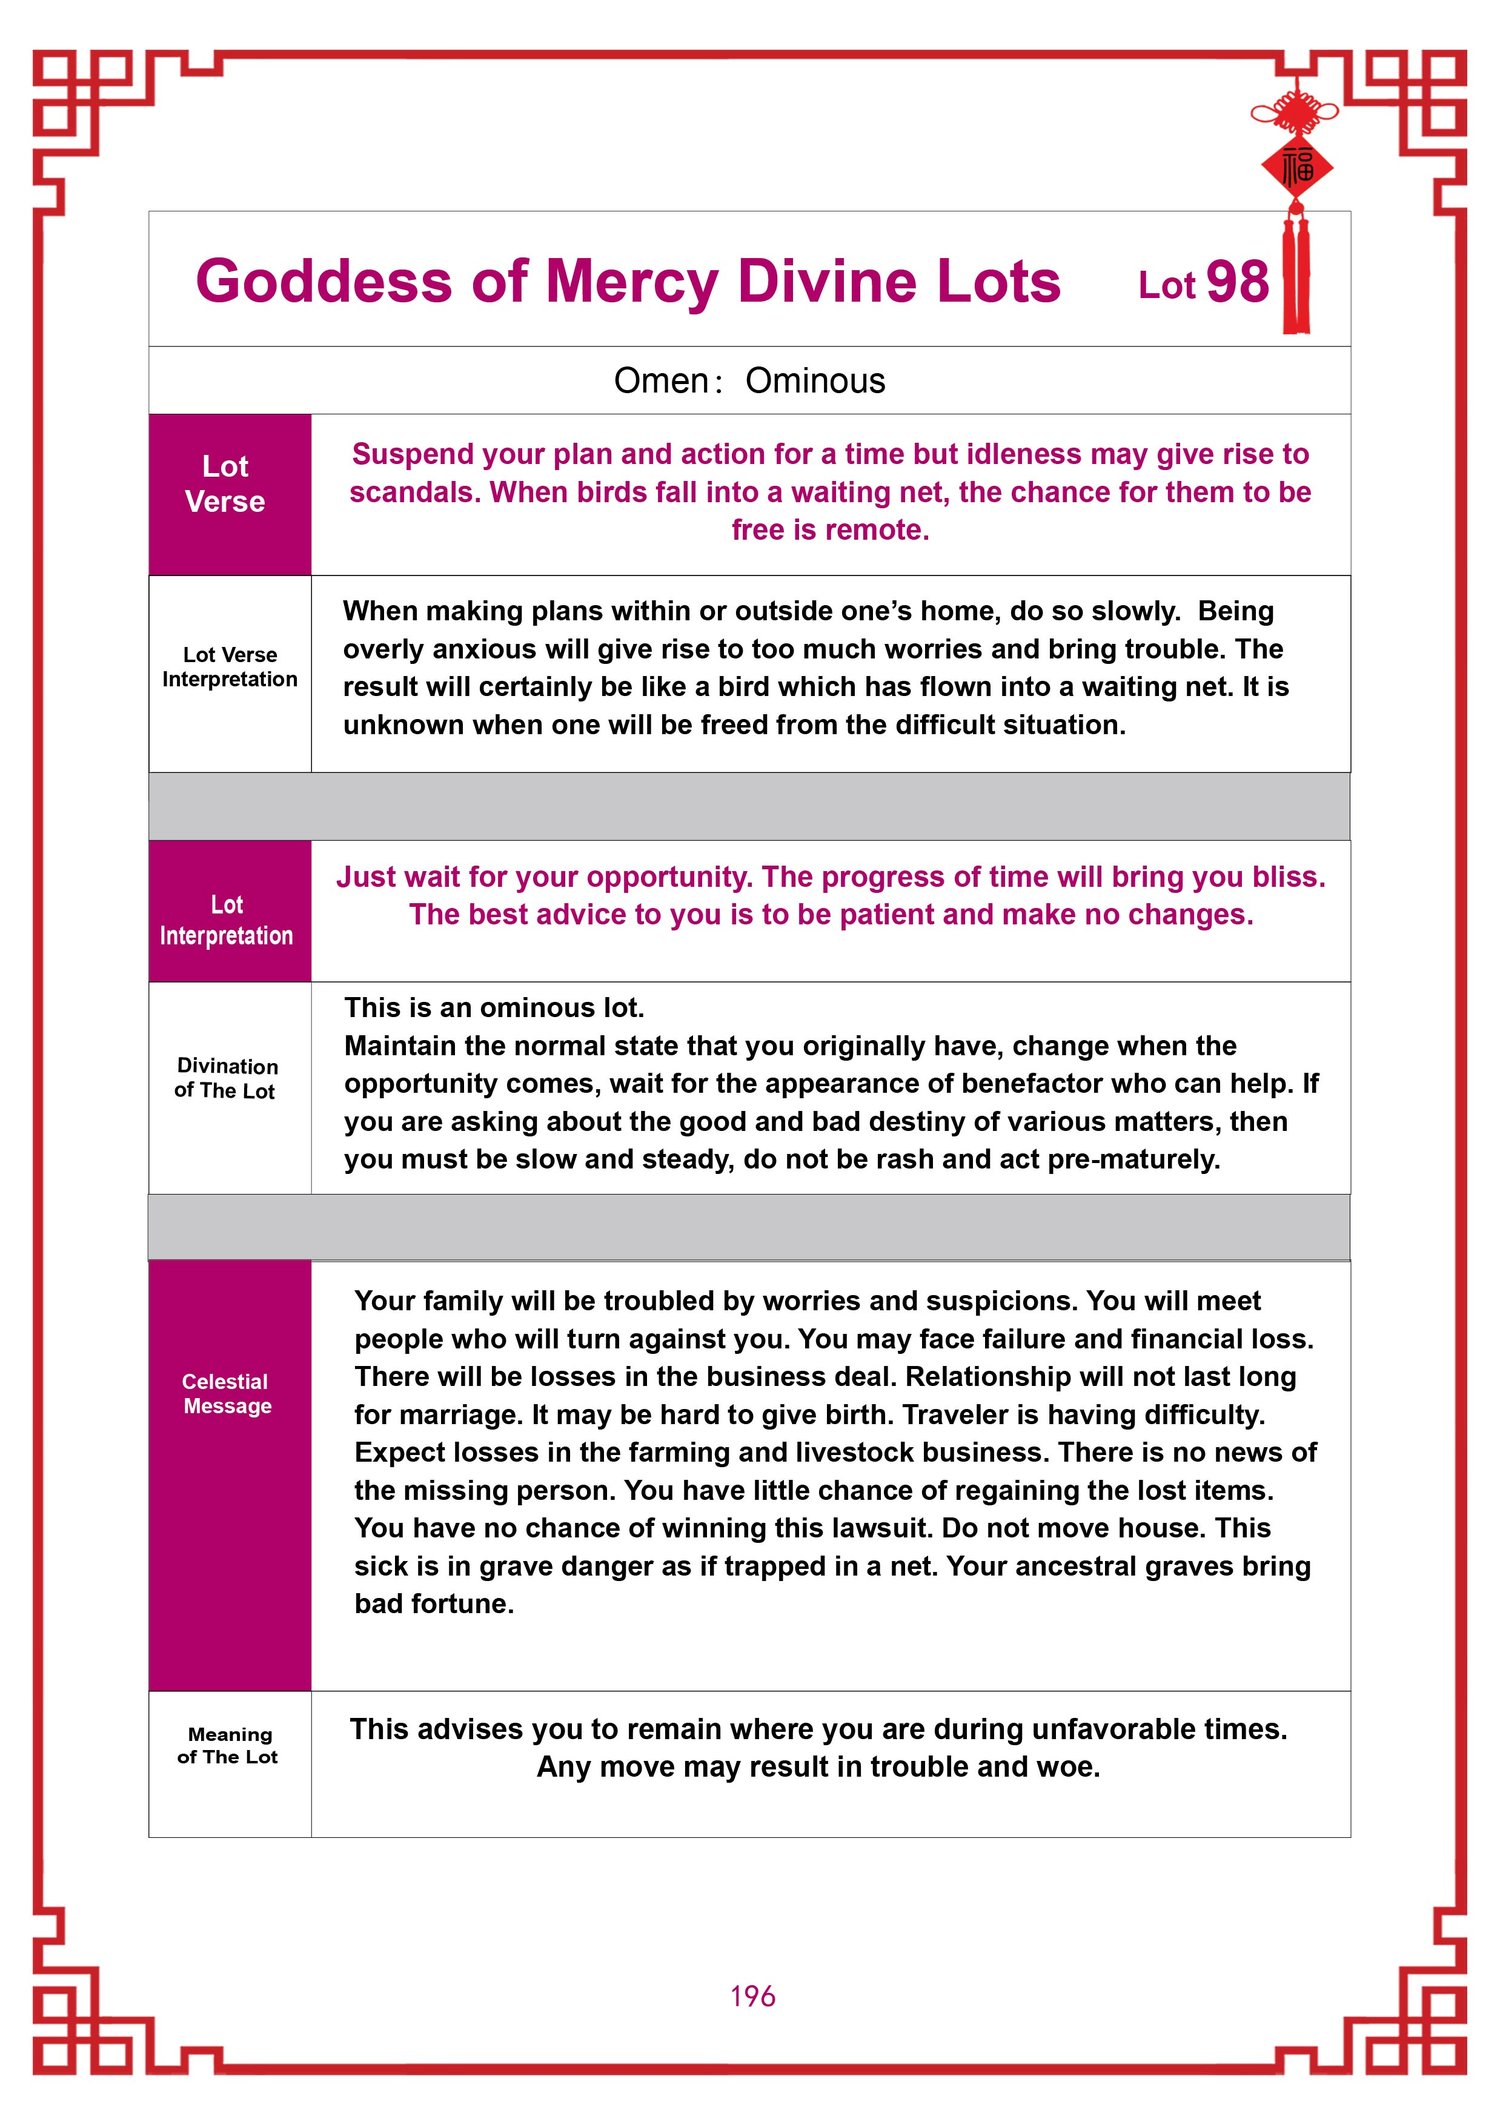 福
Goddess of Mercy Divine Lots Lot 98
Omen： Ominous
Lot
Verse
Suspend your plan and action for a time but idleness may give rise to
scandals. When birds fall into a waiting net, the chance for them to be
free is remote.
Lot Verse
Interpretation
When making plans within or outside one’s home, do so slowly.  Being
overly anxious will give rise to too much worries and bring trouble. The
result will certainly be like a bird which has flown into a waiting net. It is
unknown when one will be freed from the difficult situation.
Lot
Interpretation
Just wait for your opportunity. The progress of time will bring you bliss.
The best advice to you is to be patient and make no changes.
Divination
of The Lot
This is an ominous lot.
Maintain the normal state that you originally have, change when the
opportunity comes, wait for the appearance of benefactor who can help. If
you are asking about the good and bad destiny of various matters, then
you must be slow and steady, do not be rash and act pre-maturely.
Celestial
Message
Your family will be troubled by worries and suspicions. You will meet
people who will turn against you. You may face failure and financial loss.
There will be losses in the business deal. Relationship will not last long
for marriage. It may be hard to give birth. Traveler is having difficulty.
Expect losses in the farming and livestock business. There is no news of
the missing person. You have little chance of regaining the lost items.
You have no chance of winning this lawsuit. Do not move house. This
sick is in grave danger as if trapped in a net. Your ancestral graves bring
bad fortune.
Meaning
of The Lot
This advises you to remain where you are during unfavorable times.
Any move may result in trouble and woe.
196